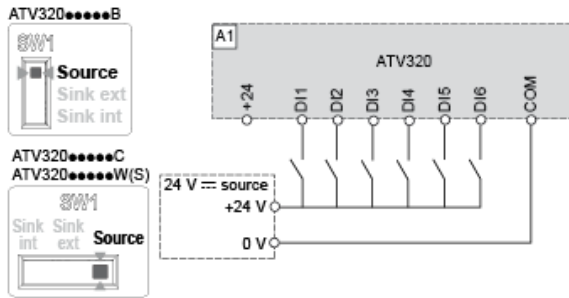 ATV320●●●●●B
SW1
Source
Sink ext
Sink int
ATV320●●●●●C
ATV320●●●●●W(S)
SW1
Sink int
Sink ext
Source
A1
ATV320
+24
DI1
DI2
DI3
DI4
DI5
DI6
COM
24 V ⎓ source
+24 V
0 V